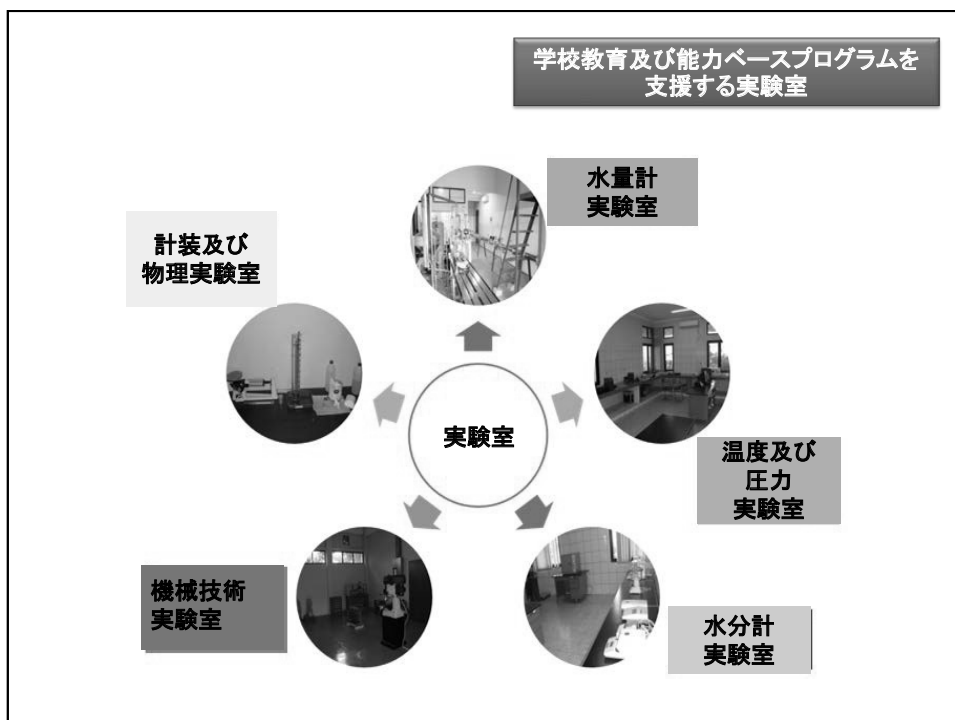 学校教育及び能力ベースプログラムを
支援する実験室
水量計
実験室
計装及び
物理実験室
実験室
温度及び
圧力
実験室
機械技術
実験室
水分計
実験室